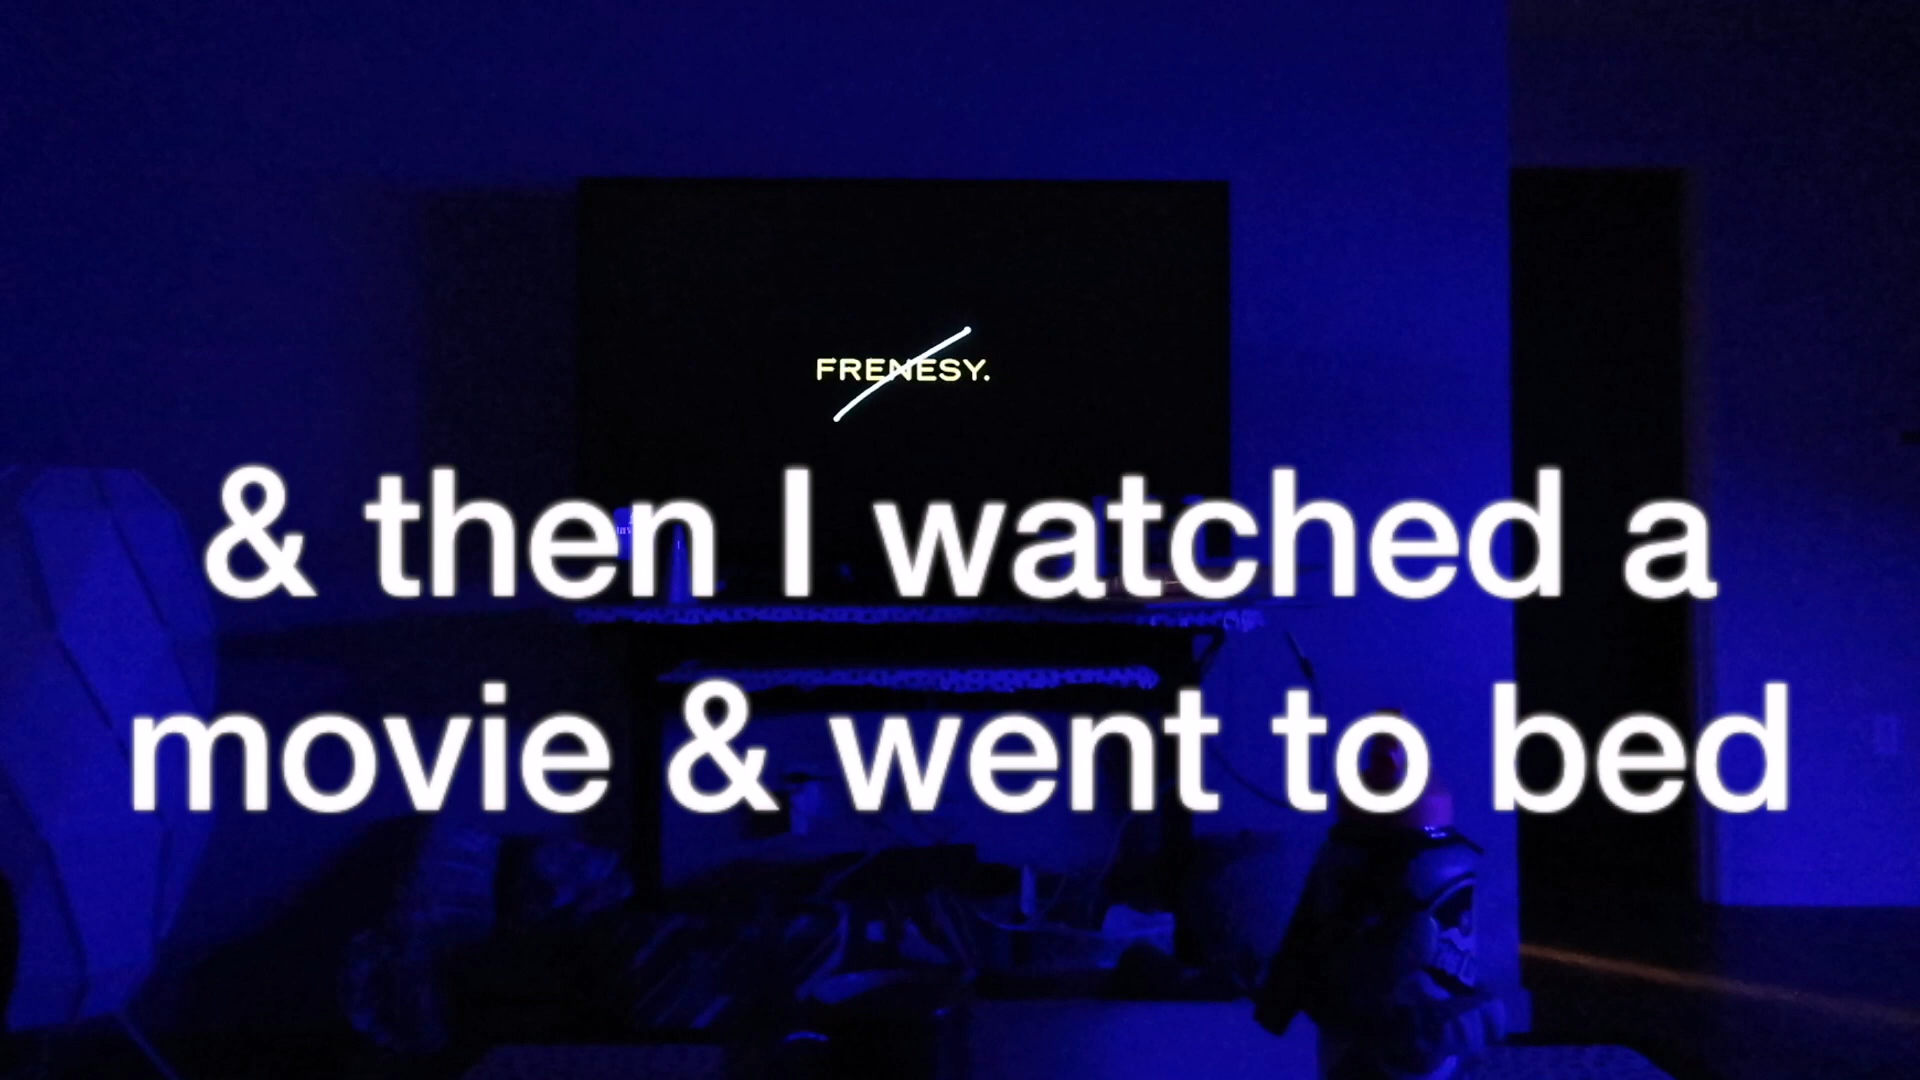 FRENESY.
& then I watched a
movie & went to bed